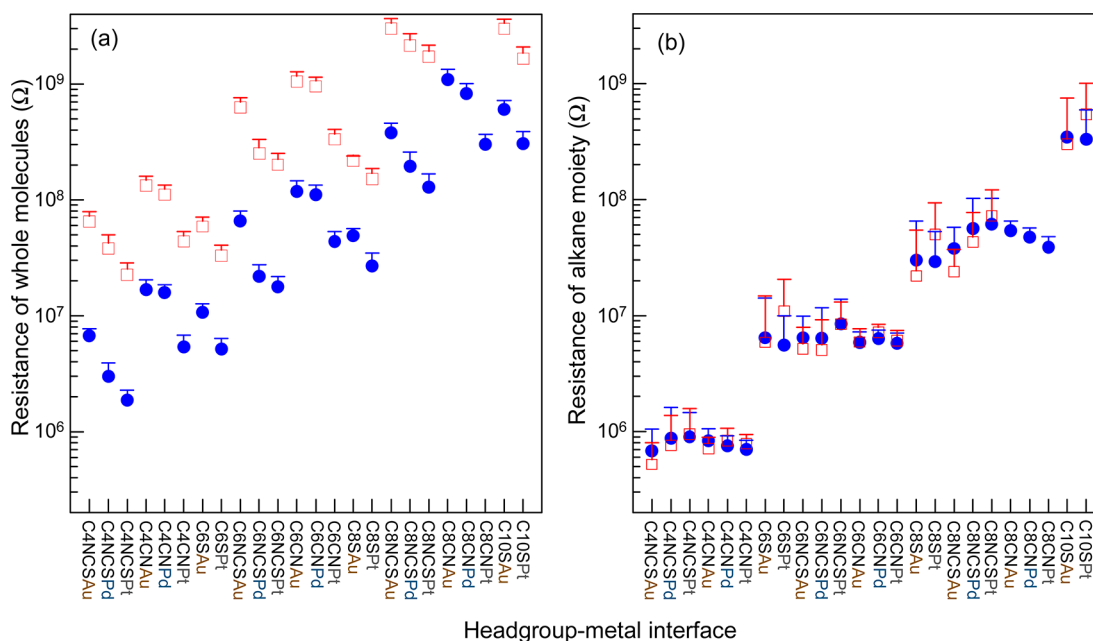 (a)
Resistance of whole molecules (Ω)
10⁹
10⁸
10⁷
10⁶
C4NCSAu
C4NCSPd
C4NCSPt
C4CNAu
C4CNPd
C4CNPt
C6SAu
C6SPt
C6NCSAu
C6NCSPd
C6NCSPt
C6CNAu
C6CNPd
C6CNPt
C8SAu
C8SPt
C8NCSAu
C8NCSPd
C8NCSPt
C8CNAu
C8CNPd
C8CNPt
C10SAu
C10SPt
(b)
Resistance of alkane moiety (Ω)
10⁹
10⁸
10⁷
10⁶
C4NCSAu
C4NCSPd
C4NCSPt
C4CNAu
C4CNPd
C4CNPt
C6SAu
C6SPt
C6NCSAu
C6NCSPd
C6NCSPt
C6CNAu
C6CNPd
C6CNPt
C8SAu
C8SPt
C8NCSAu
C8NCSPd
C8NCSPt
C8CNAu
C8CNPd
C8CNPt
C10SAu
C10SPt
Headgroup-metal interface